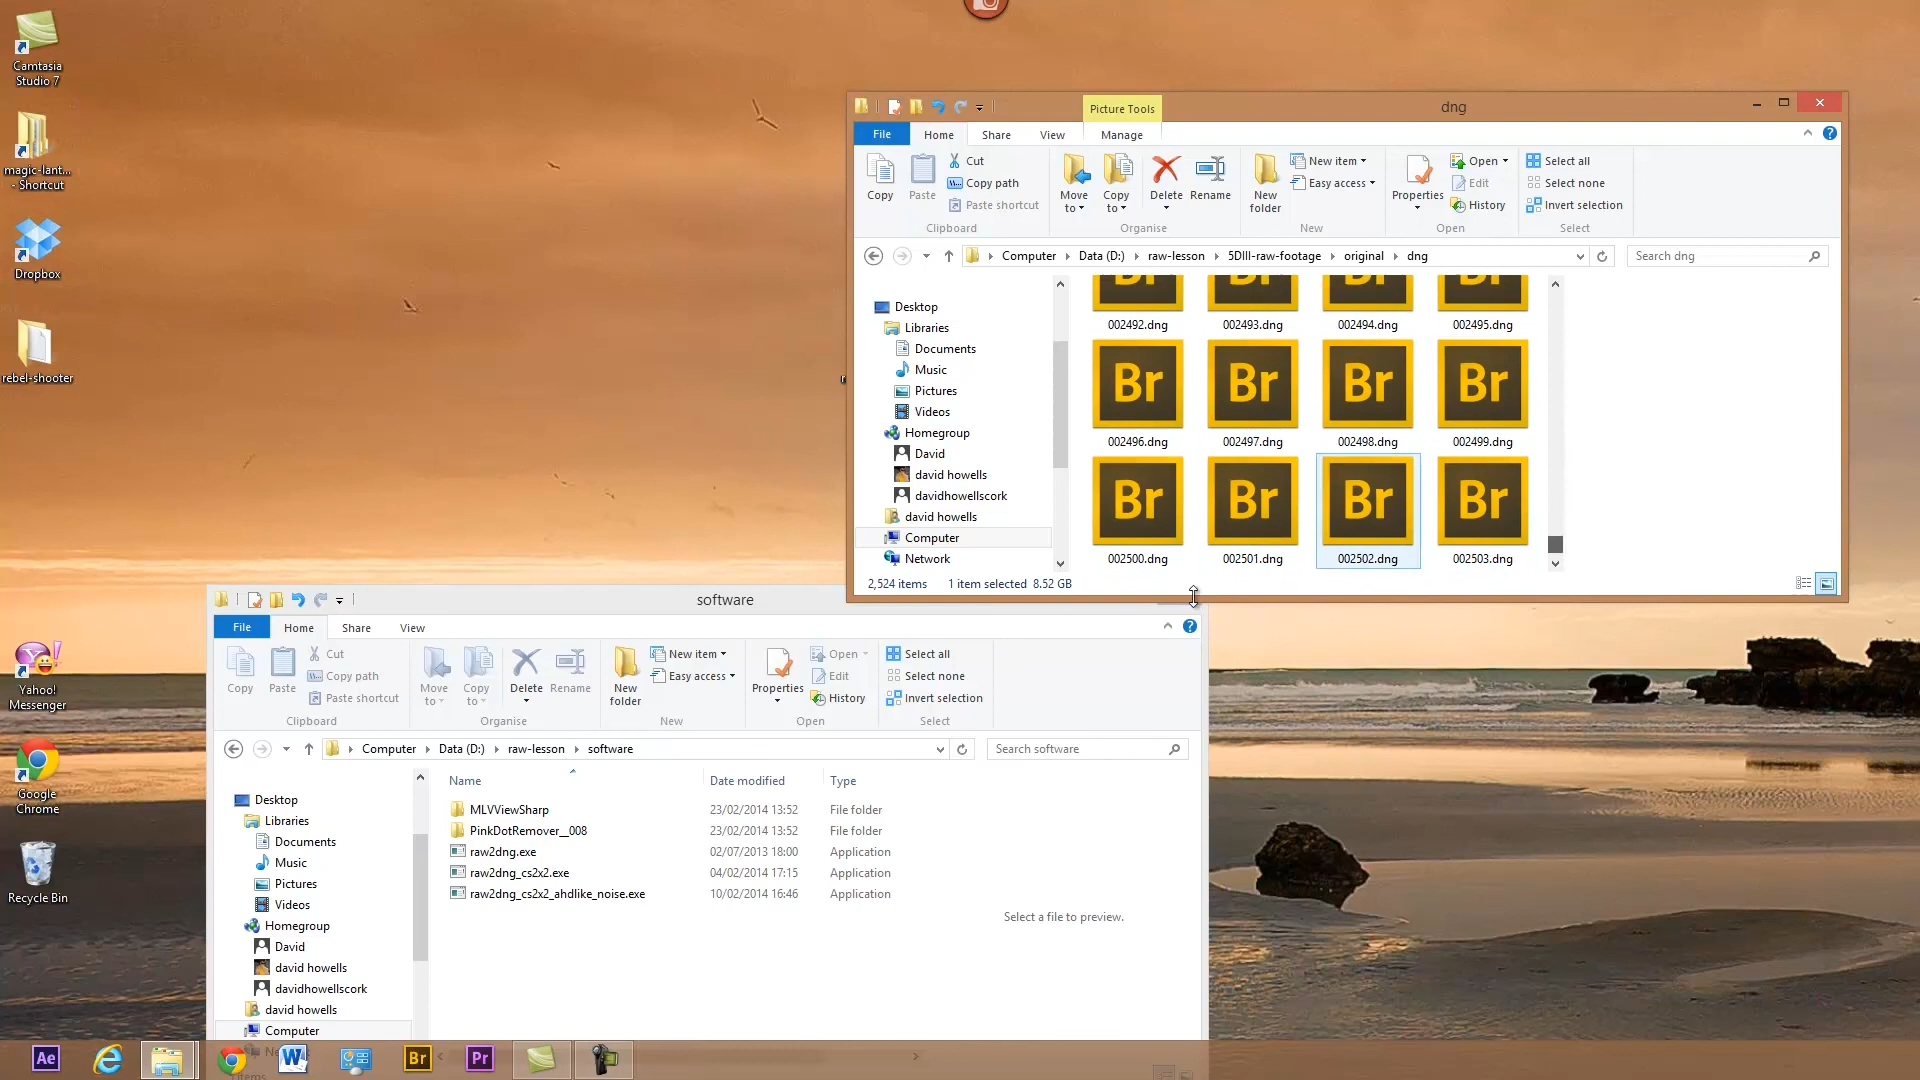 Camtasia
Studio 7
magic-lant...
- Shortcut
Dropbox
rebel-shooter
Yahoo!
Messenger
Google
Chrome
Recycle Bin
Picture Tools
dng
File
Home
Share
View
Manage
Copy
Paste
Cut
Copy path
Paste shortcut
Clipboard
Move
to
Copy
to
Delete
Rename
Organise
New
folder
New item
Easy access
New
Properties
Open
Edit
History
Open
Select all
Select none
Invert selection
Select
Computer
Data (D:)
raw-lesson
5DIII-raw-footage
original
dng
Search dng
Desktop
Libraries
Documents
Music
Pictures
Videos
Homegroup
David
david howells
davidhowellscork
david howells
Computer
Network
002492.dng
002493.dng
002494.dng
002495.dng
Br
Br
Br
Br
002496.dng
002497.dng
002498.dng
002499.dng
Br
Br
Br
Br
002500.dng
002501.dng
002502.dng
002503.dng
2,524 items
1 item selected 8.52 GB
software
File
Home
Share
View
Copy
Paste
Cut
Copy path
Paste shortcut
Clipboard
Move
to
Copy
to
Delete
Rename
Organise
New
folder
New item
Easy access
New
Properties
Open
Edit
History
Open
Select all
Select none
Invert selection
Select
Computer
Data (D:)
raw-lesson
software
Search software
Desktop
Libraries
Documents
Music
Pictures
Videos
Homegroup
David
david howells
davidhowellscork
david howells
Computer
Name
Date modified
Type
MLVViewSharp
23/02/2014 13:52
File folder
PinkDotRemover_008
23/02/2014 13:52
File folder
raw2dng.exe
02/07/2013 18:00
Application
raw2dng_cs2x2.exe
04/02/2014 17:15
Application
raw2dng_cs2x2_ahdlike_noise.exe
10/02/2014 16:46
Application
Select a file to preview.
Ae
Br
Pr